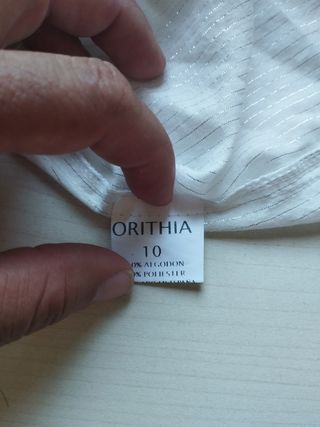 ORITHIA
10
0% ALGODON
0% POLIESTER